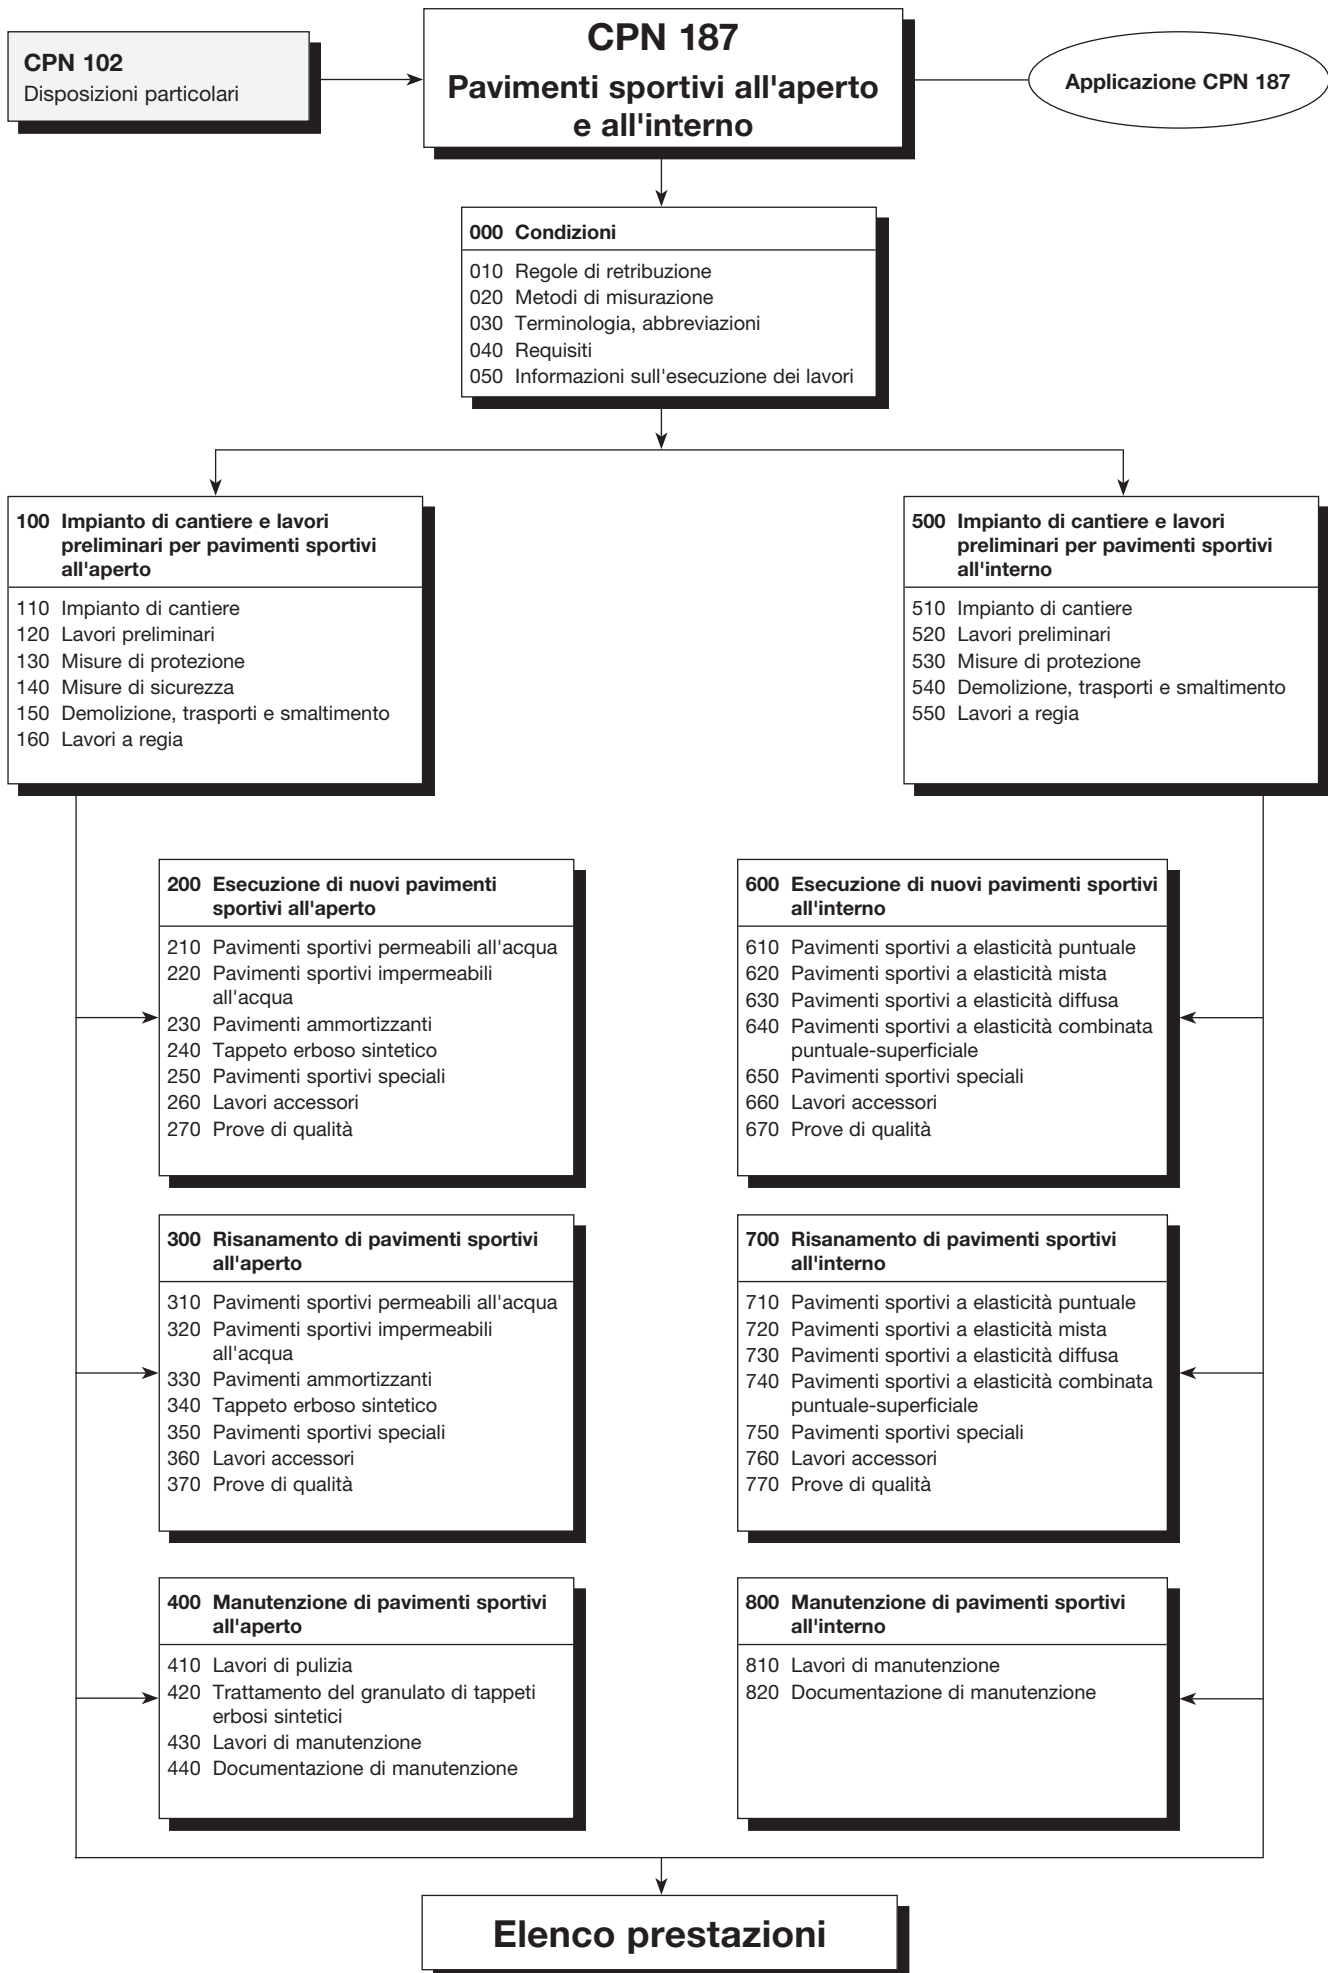 CPN 102
Disposizioni particolari
CPN 187
Pavimenti sportivi all'aperto
e all'interno
Applicazione CPN 187
000 Condizioni
010 Regole di retribuzione
020 Metodi di misurazione
030 Terminologia, abbreviazioni
040 Requisiti
050 Informazioni sull'esecuzione dei lavori
100 Impianto di cantiere e lavori
preliminari per pavimenti sportivi
all'aperto
110 Impianto di cantiere
120 Lavori preliminari
130 Misure di protezione
140 Misure di sicurezza
150 Demolizione, trasporti e smaltimento
160 Lavori a regia
500 Impianto di cantiere e lavori
preliminari per pavimenti sportivi
all'interno
510 Impianto di cantiere
520 Lavori preliminari
530 Misure di protezione
540 Demolizione, trasporti e smaltimento
550 Lavori a regia
200 Esecuzione di nuovi pavimenti
sportivi all'aperto
210 Pavimenti sportivi permeabili all'acqua
220 Pavimenti sportivi impermeabili
all'acqua
230 Pavimenti ammortizzanti
240 Tappeto erboso sintetico
250 Pavimenti sportivi speciali
260 Lavori accessori
270 Prove di qualità
600 Esecuzione di nuovi pavimenti sportivi
all'interno
610 Pavimenti sportivi a elasticità puntuale
620 Pavimenti sportivi a elasticità mista
630 Pavimenti sportivi a elasticità diffusa
640 Pavimenti sportivi a elasticità combinata
puntuale-superficiale
650 Pavimenti sportivi speciali
660 Lavori accessori
670 Prove di qualità
300 Risanamento di pavimenti sportivi
all'aperto
310 Pavimenti sportivi permeabili all'acqua
320 Pavimenti sportivi impermeabili
all'acqua
330 Pavimenti ammortizzanti
340 Tappeto erboso sintetico
350 Pavimenti sportivi speciali
360 Lavori accessori
370 Prove di qualità
700 Risanamento di pavimenti sportivi
all'interno
710 Pavimenti sportivi a elasticità puntuale
720 Pavimenti sportivi a elasticità mista
730 Pavimenti sportivi a elasticità diffusa
740 Pavimenti sportivi a elasticità combinata
puntuale-superficiale
750 Pavimenti sportivi speciali
760 Lavori accessori
770 Prove di qualità
400 Manutenzione di pavimenti sportivi
all'aperto
410 Lavori di pulizia
420 Trattamento del granulato di tappeti
erbosi sintetici
430 Lavori di manutenzione
440 Documentazione di manutenzione
800 Manutenzione di pavimenti sportivi
all'interno
810 Lavori di manutenzione
820 Documentazione di manutenzione
Elenco prestazioni